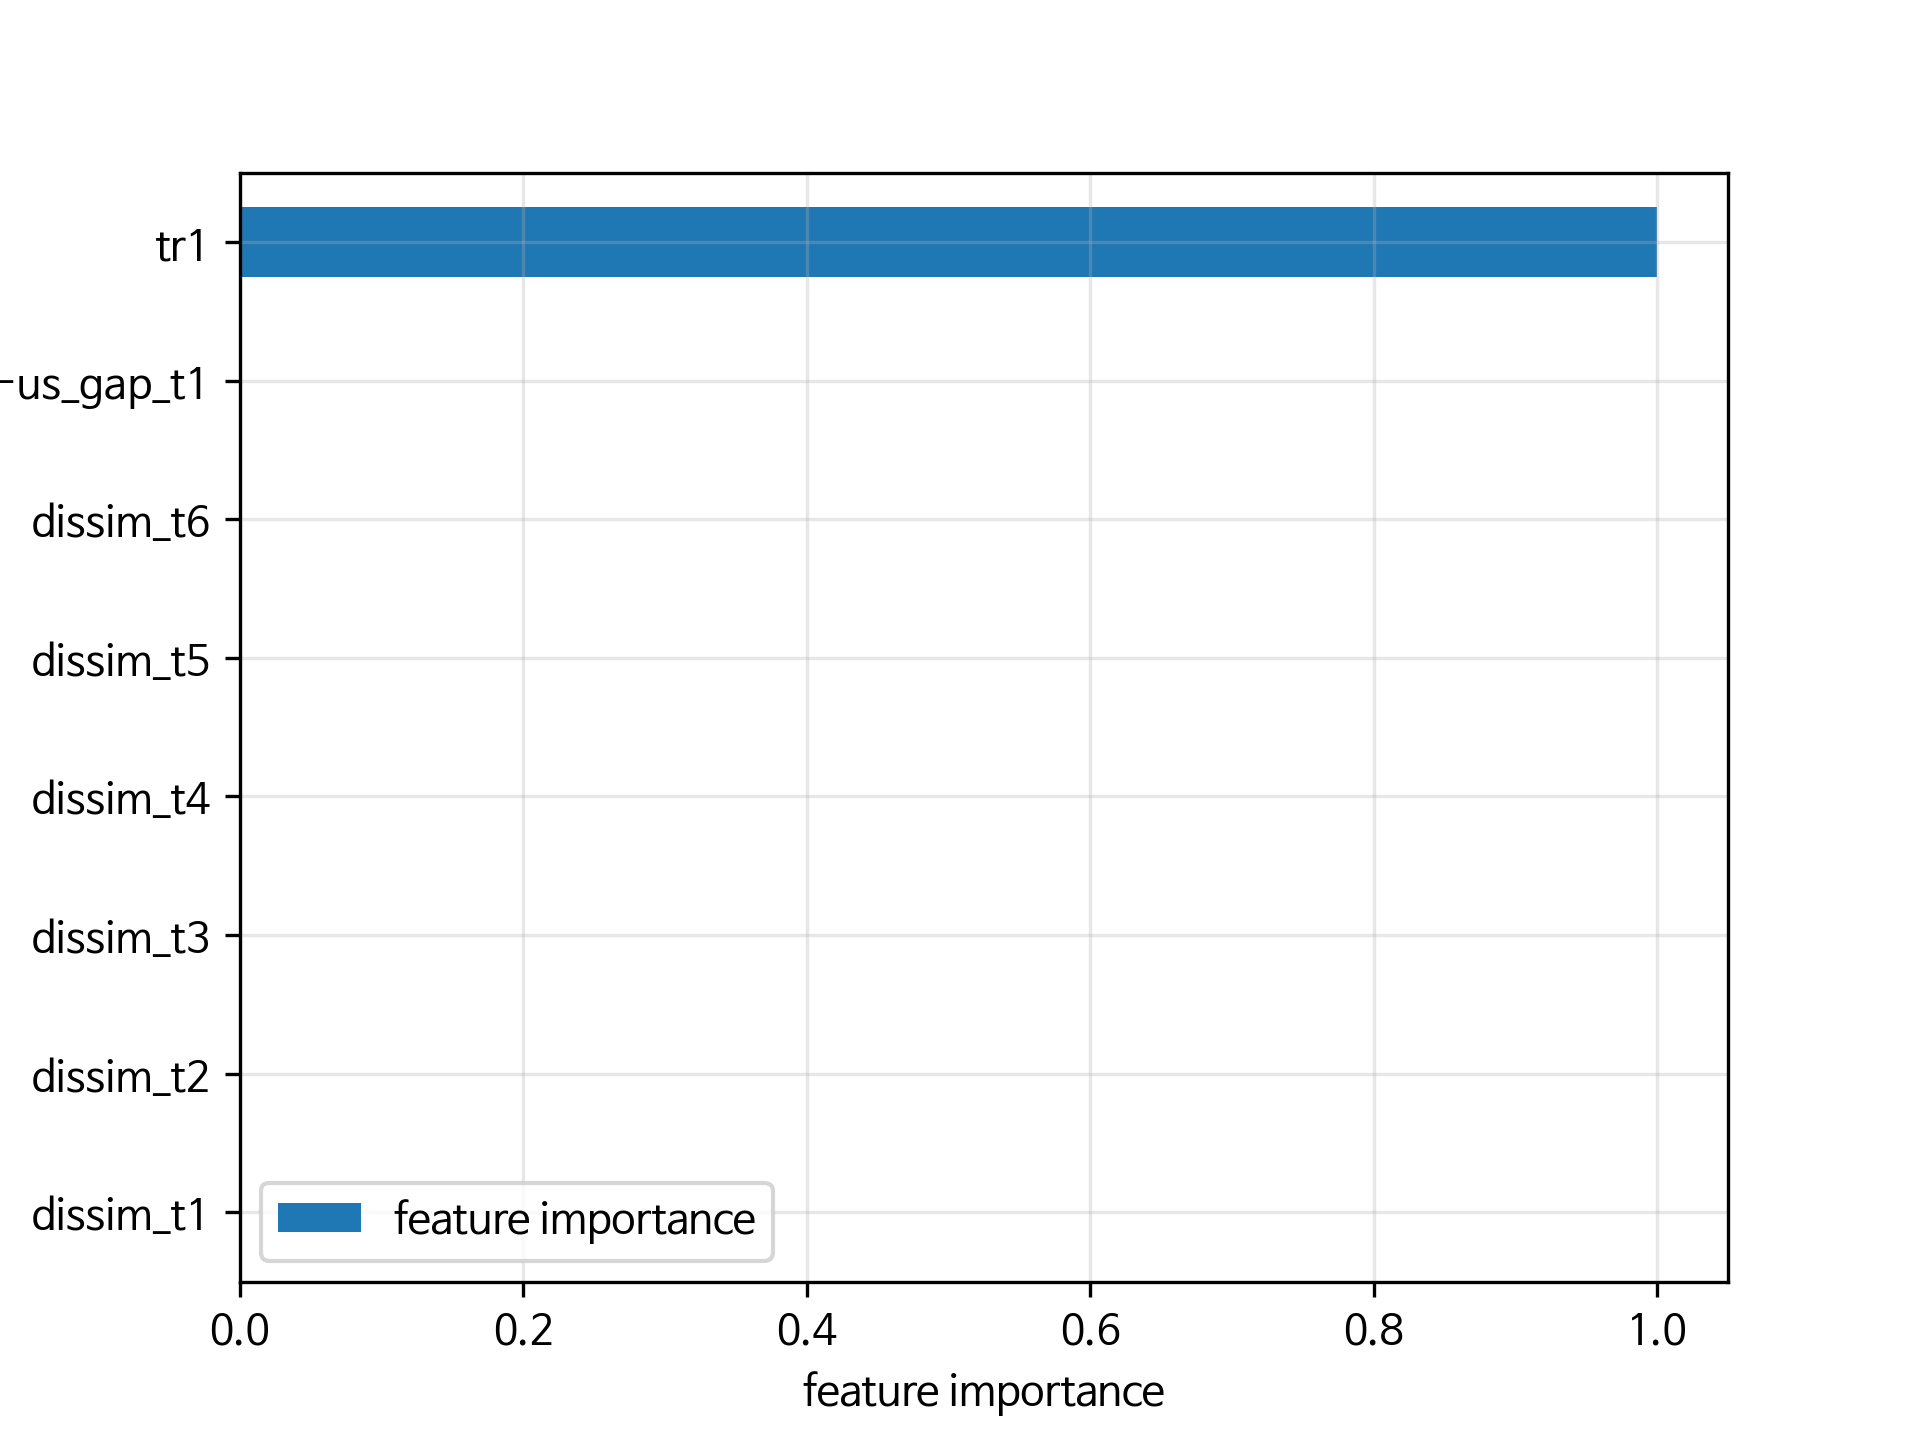 tr1
-us_gap_t1
dissim_t6
dissim_t5
dissim_t4
dissim_t3
dissim_t2
dissim_t1
feature importance
0.0 0.2 0.4 0.6 0.8 1.0
feature importance